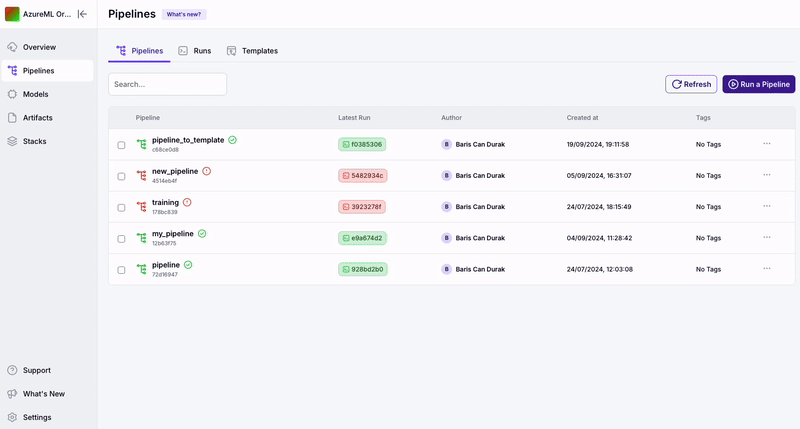 AzureML Or...
Pipelines
What's new?
Overview
Pipelines
Models
Artifacts
Stacks
Support
What's New
Settings
Pipelines
Runs
Templates
Search...
Refresh
Run a Pipeline
Pipeline Latest Run Author Created at Tags
pipeline_to_template
c68ce0d8
f0385306
B Baris Can Durak
19/09/2024, 19:11:58
No Tags
new_pipeline
4514eb4f
5482934c
B Baris Can Durak
05/09/2024, 16:31:07
No Tags
training
178bc839
3923278f
B Baris Can Durak
24/07/2024, 18:15:49
No Tags
my_pipeline
12b63f75
e9a674d2
B Baris Can Durak
04/09/2024, 11:28:42
No Tags
pipeline
72d16947
928bd2b0
B Baris Can Durak
24/07/2024, 12:03:08
No Tags